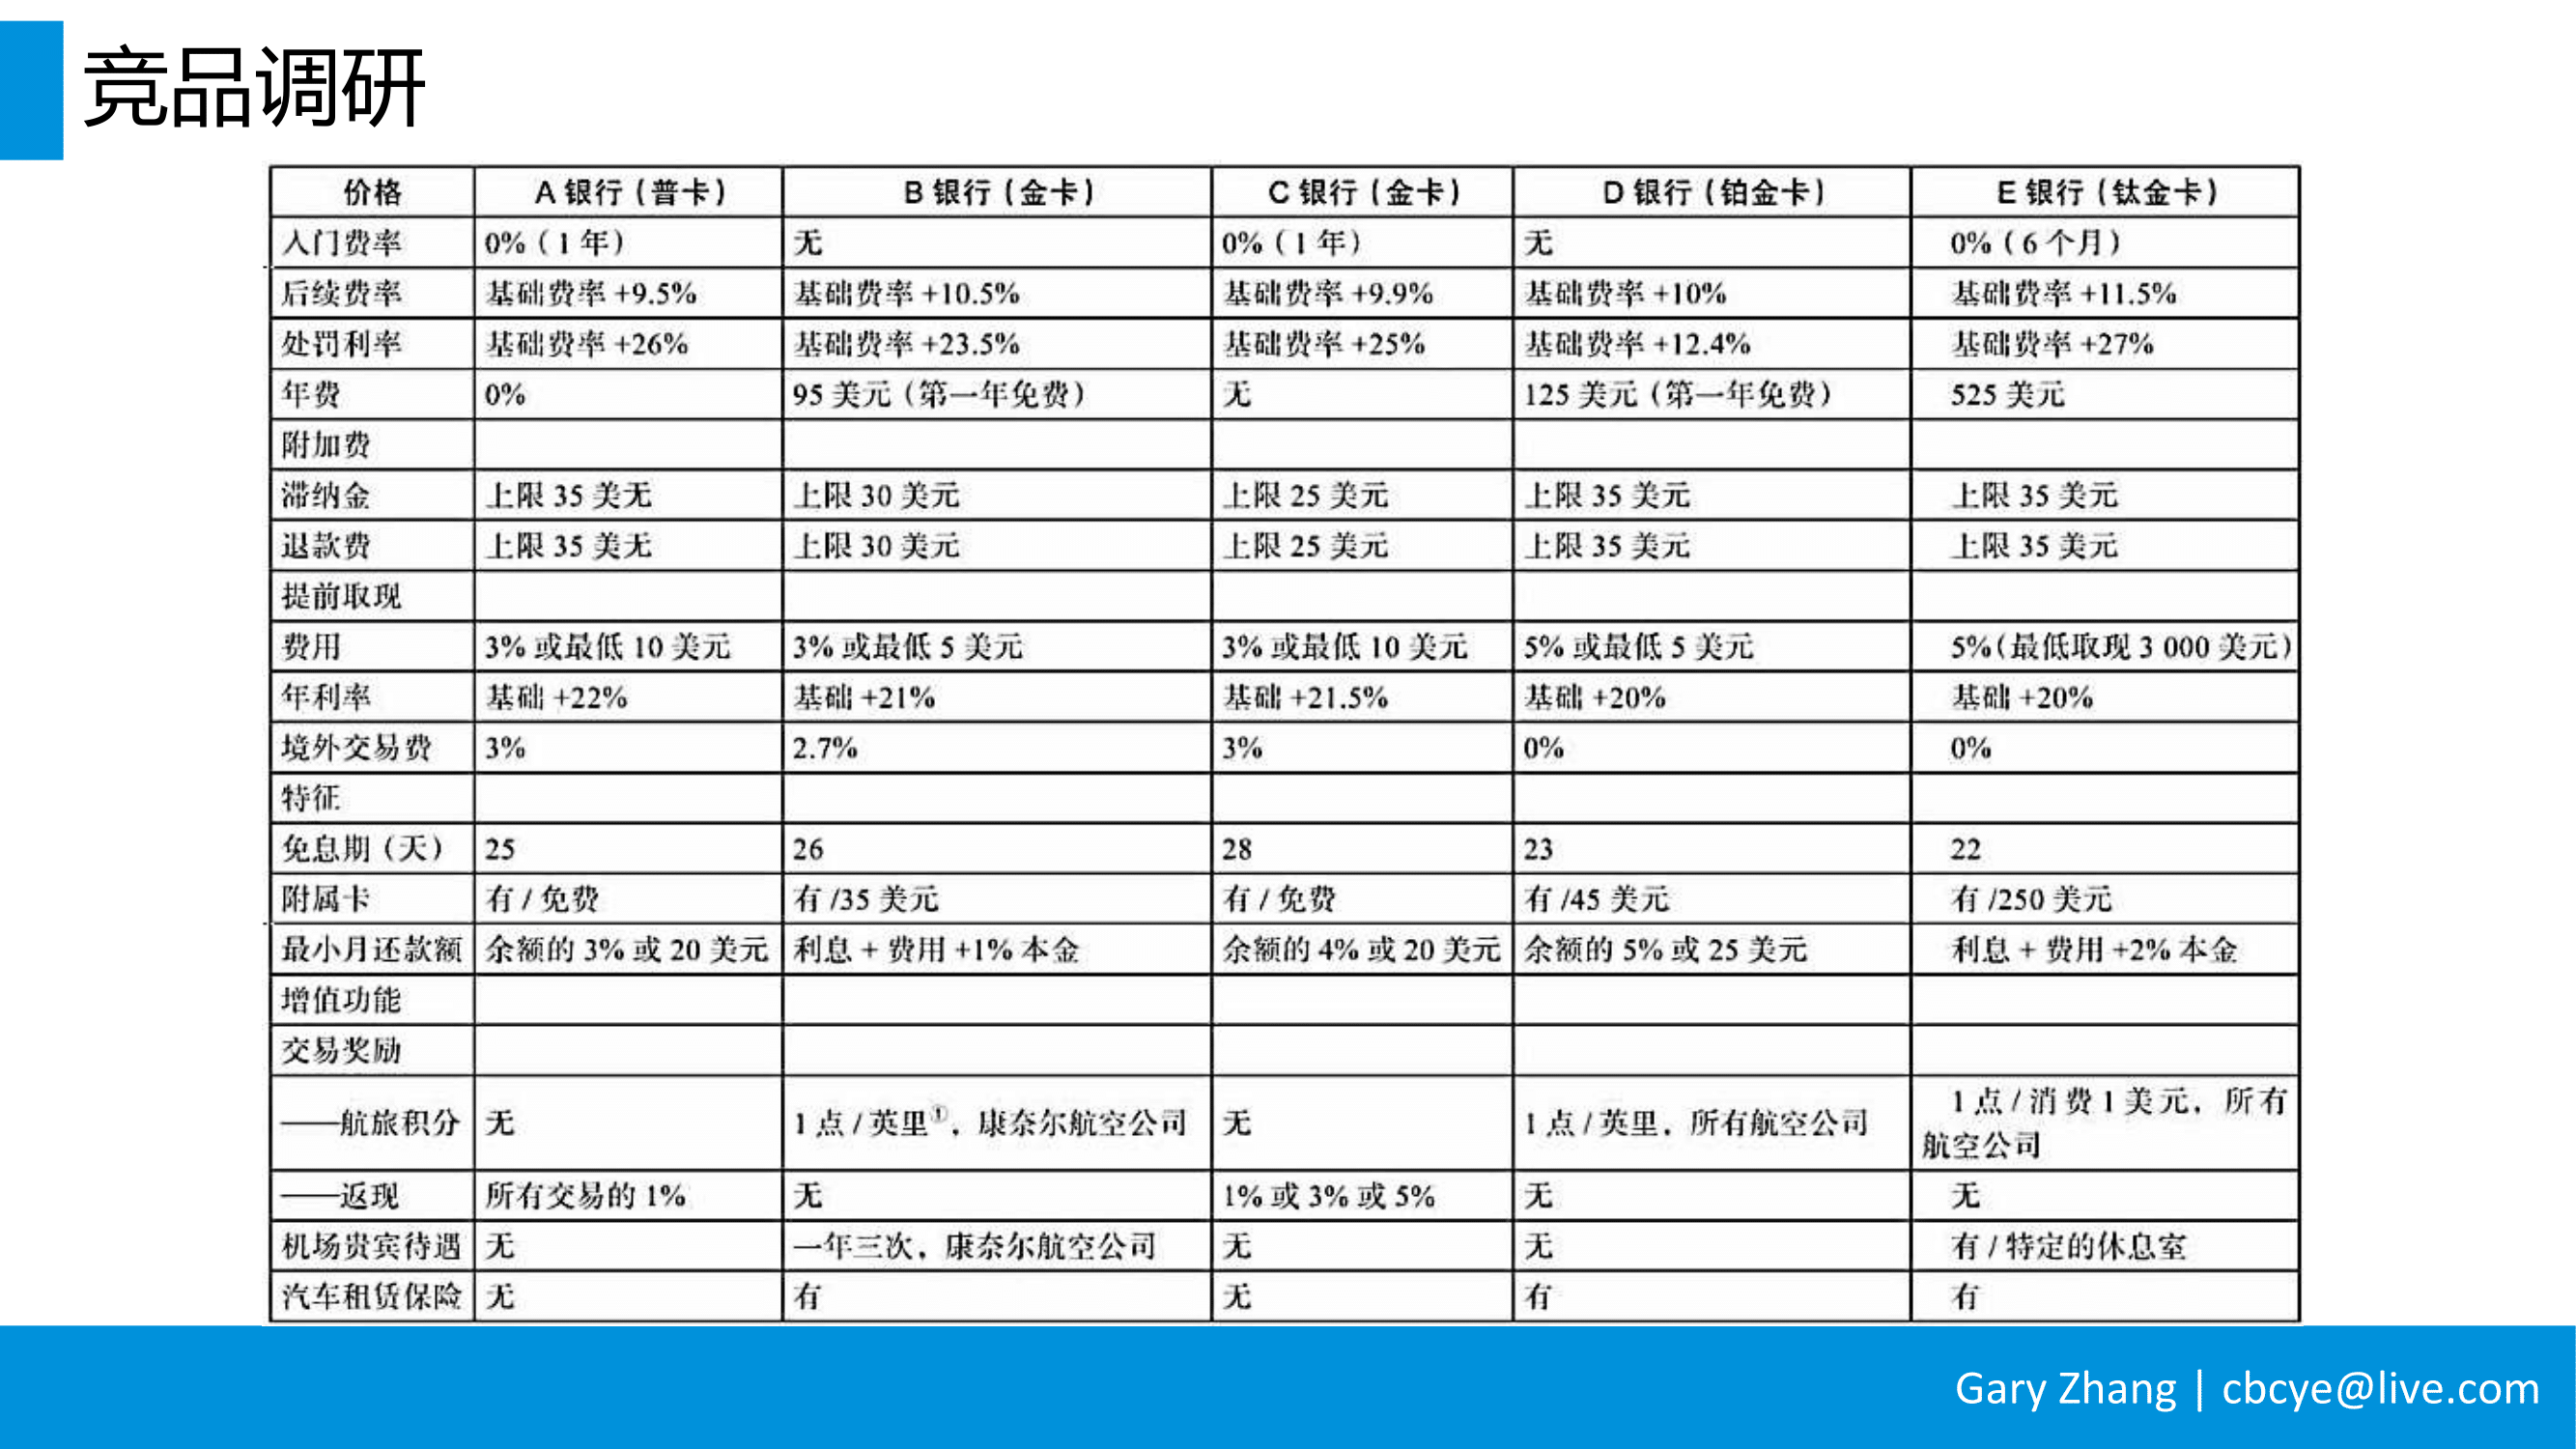 竞品调研
价格 A 银行（普卡） B 银行（金卡） C 银行（金卡） D 银行（铂金卡） E 银行（钛金卡）
入门费率 0%（1 年） 无 0%（1 年） 无 0%（6 个月）
后续费率 基础费率 +9.5% 基础费率 +10.5% 基础费率 +9.9% 基础费率 +10% 基础费率 +11.5%
处罚利率 基础费率 +26% 基础费率 +23.5% 基础费率 +25% 基础费率 +12.4% 基础费率 +27%
年费 0% 95 美元（第一年免费） 无 125 美元（第一年免费） 525 美元
附加费
滞纳金 上限 35 美无 上限 30 美元 上限 25 美元 上限 35 美元 上限 35 美元
退款费 上限 35 美无 上限 30 美元 上限 25 美元 上限 35 美元 上限 35 美元
提前取现
费用 3% 或最低 10 美元 3% 或最低 5 美元 3% 或最低 10 美元 5% 或最低 5 美元 5%（最低取现 3 000 美元）
年利率 基础 +22% 基础 +21% 基础 +21.5% 基础 +20% 基础 +20%
境外交易费 3% 2.7% 3% 0% 0%
特征
免息期（天） 25 26 28 23 22
附属卡 有 / 免费 有 /35 美元 有 / 免费 有 /45 美元 有 /250 美元
最小月还款额 余额的 3% 或 20 美元 利息 + 费用 +1% 本金 余额的 4% 或 20 美元 余额的 5% 或 25 美元 利息 + 费用 +2% 本金
增值功能
交易奖励
——航旅积分 无 1 点 / 英里①，康奈尔航空公司 无 1 点 / 英里，所有航空公司 1 点 / 消费 1 美元，所有
航空公司
——返现 所有交易的 1% 无 1% 或 3% 或 5% 无 无
机场贵宾待遇 无 一年三次，康奈尔航空公司 无 无 有 / 特定的休息室
汽车租赁保险 无 有 无 有 有
Gary Zhang | cbcye@live.com